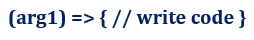 (arg1) => { // write code }